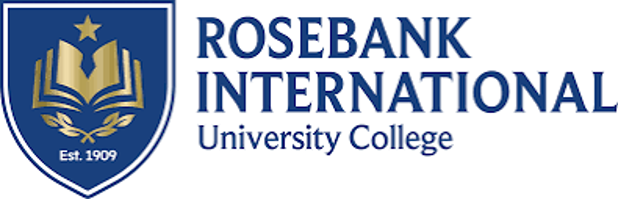 Est. 1909
ROSEBANK
INTERNATIONAL
University College